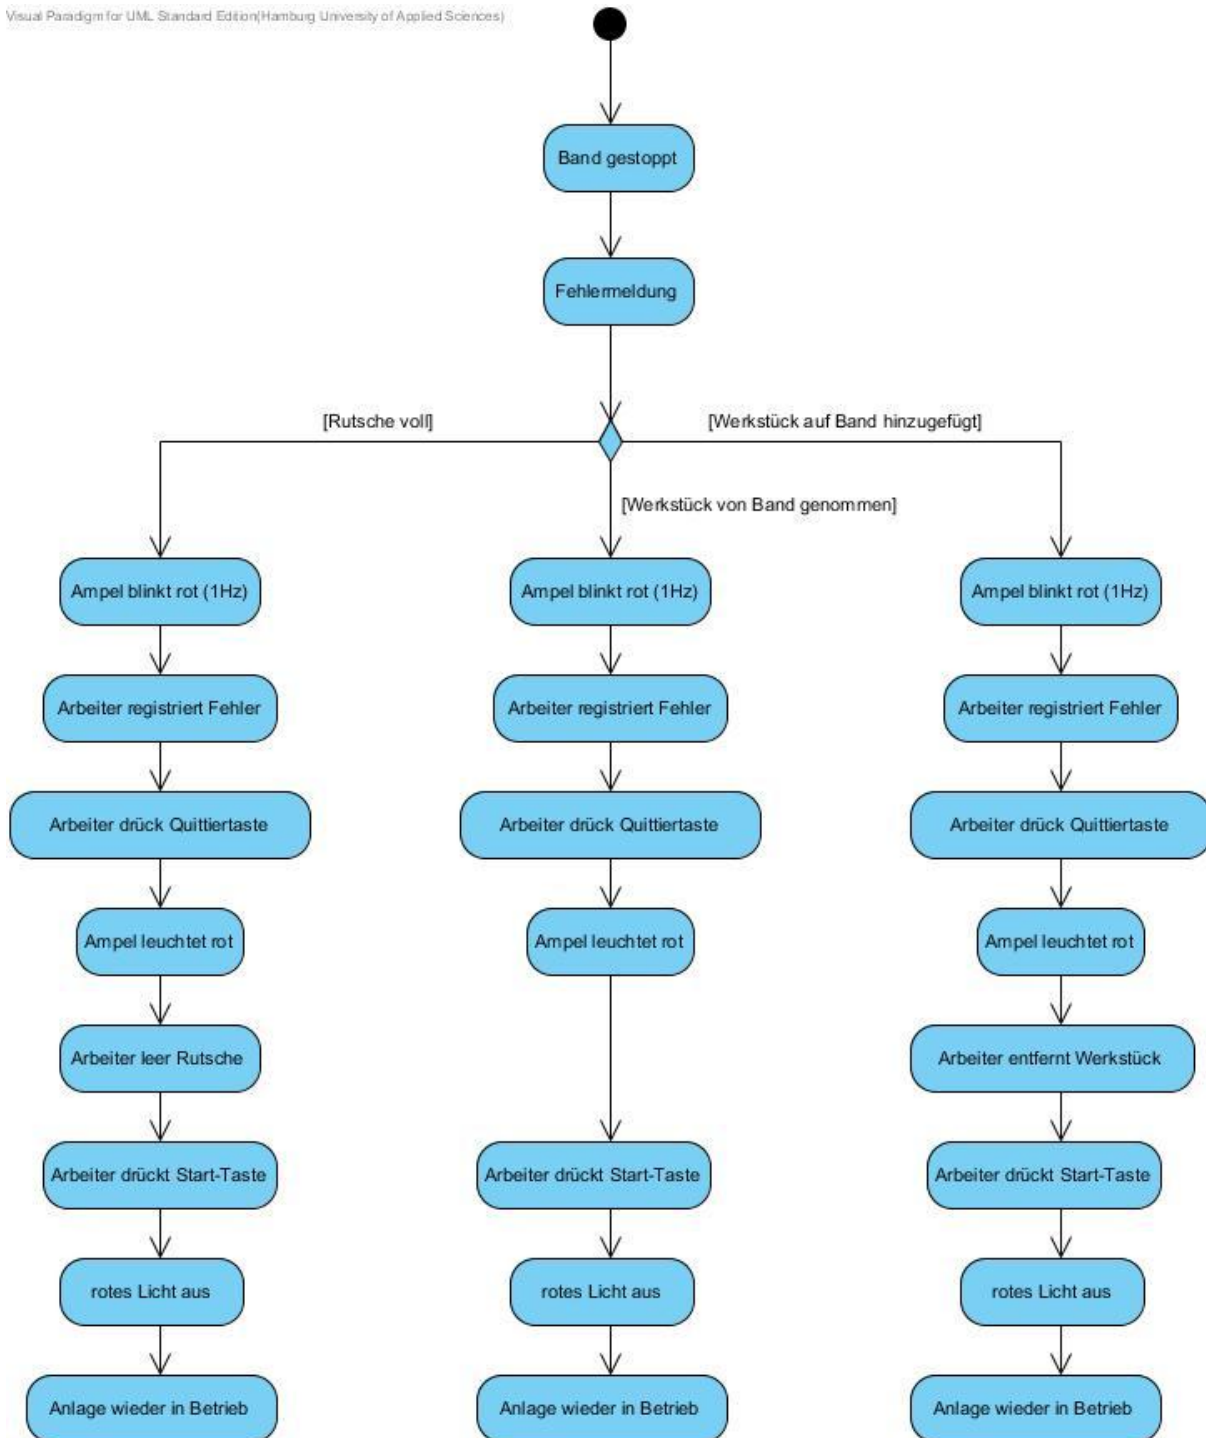 Visual Paradigm for UML Standard Edition(Hamburg University of Applied Sciences)
Band gestoppt
Fehlermeldung
[Rutsche voll]
[Werkstück auf Band hinzugefügt]
[Werkstück von Band genommen]
Ampel blinkt rot (1Hz)
Ampel blinkt rot (1Hz)
Ampel blinkt rot (1Hz)
Arbeiter registriert Fehler
Arbeiter registriert Fehler
Arbeiter registriert Fehler
Arbeiter drück Quittiertaste
Arbeiter drück Quittiertaste
Arbeiter drück Quittiertaste
Ampel leuchtet rot
Ampel leuchtet rot
Ampel leuchtet rot
Arbeiter leer Rutsche
Arbeiter entfernt Werkstück
Arbeiter drückt Start-Taste
Arbeiter drückt Start-Taste
Arbeiter drückt Start-Taste
rotes Licht aus
rotes Licht aus
rotes Licht aus
Anlage wieder in Betrieb
Anlage wieder in Betrieb
Anlage wieder in Betrieb